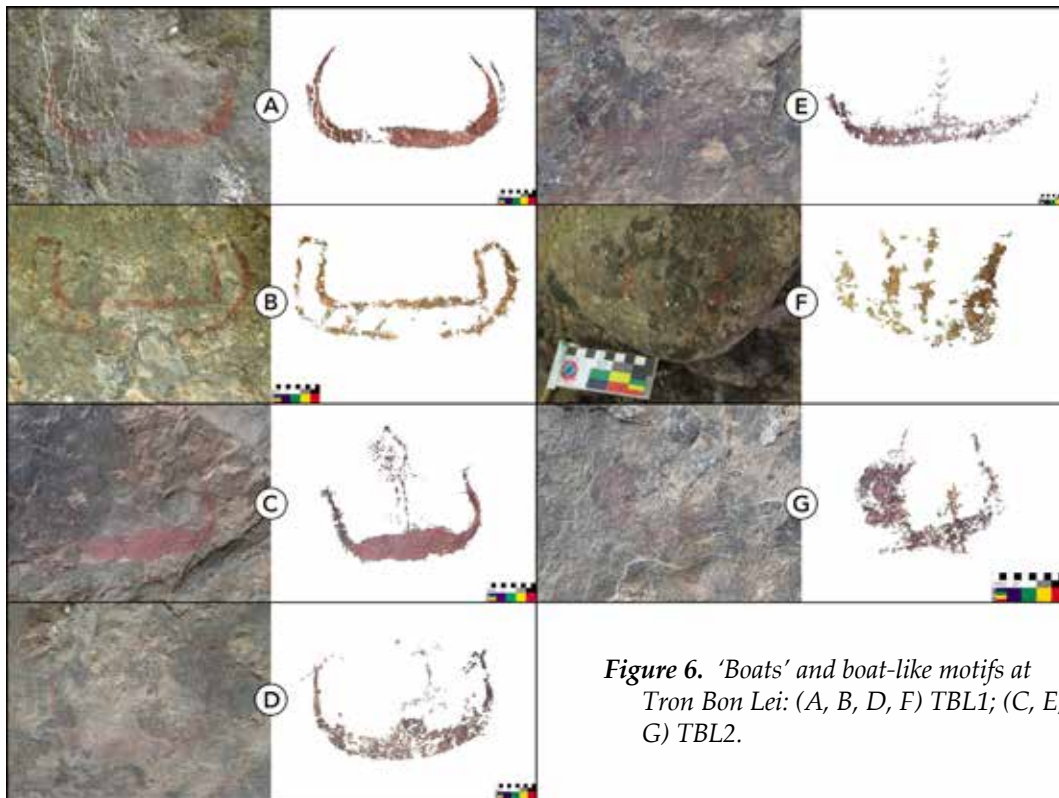 A
E
B
F
C
G
D
Figure 6. 'Boats' and boat-like motifs at
Tron Bon Lei: (A, B, D, F) TBL1; (C, E,
G) TBL2.